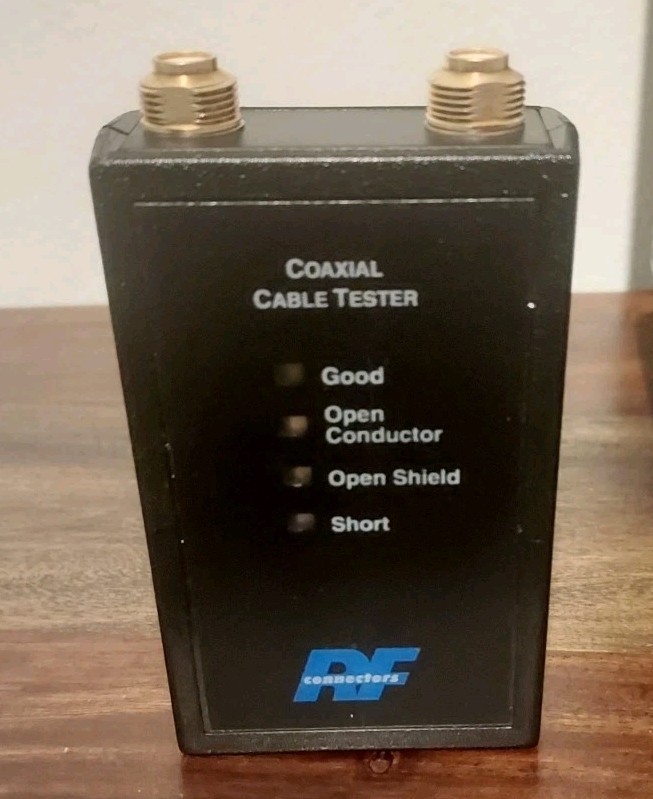 COAXIAL
CABLE TESTER
Good
Open
Conductor
Open Shield
Short
RF
connectors